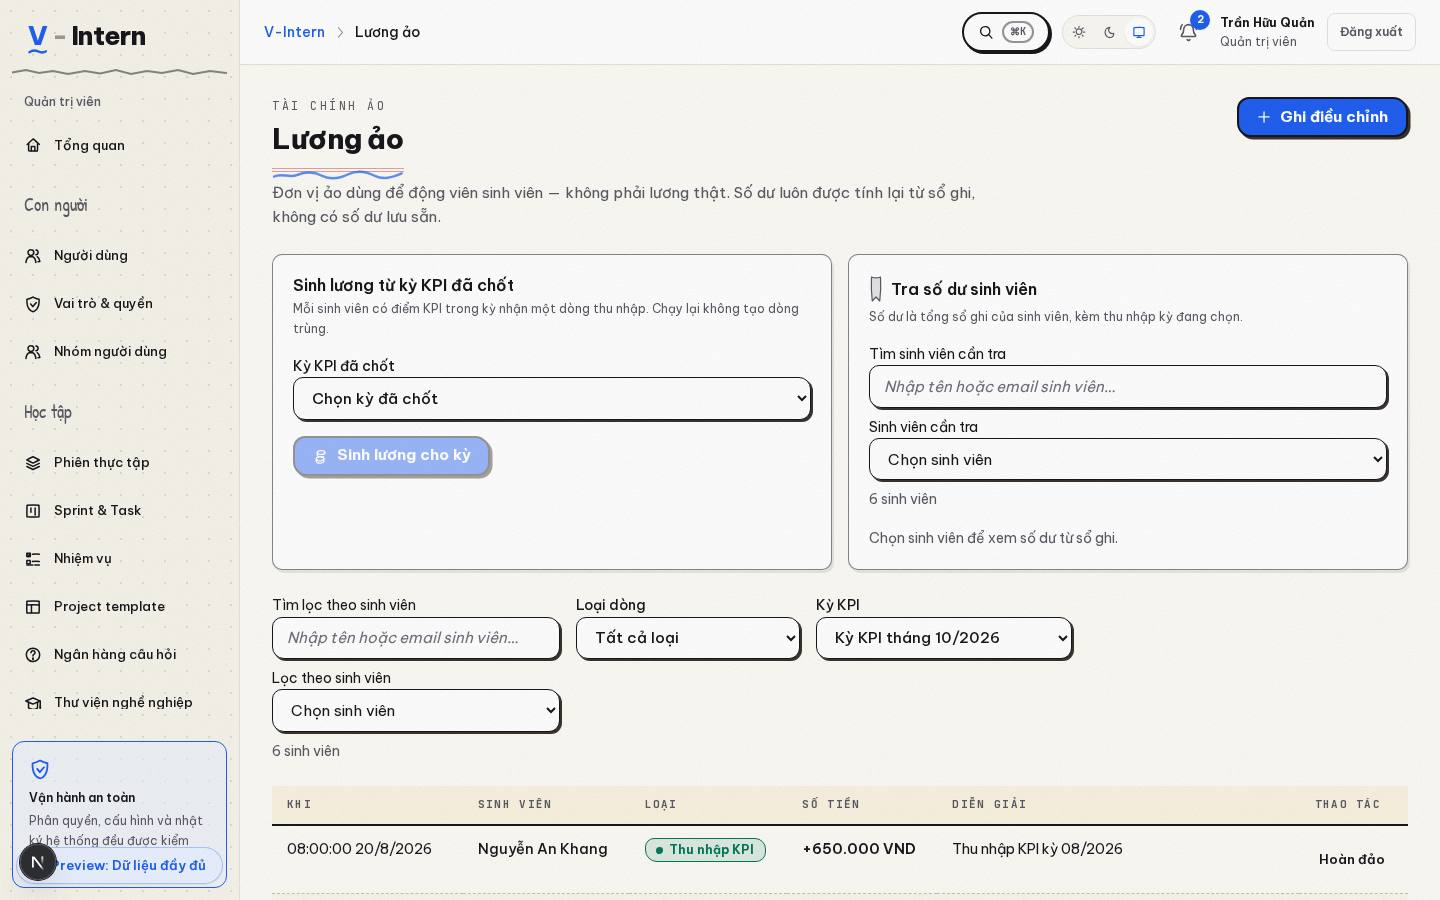 V - Intern
Quản trị viên
Tổng quan
Con người
Người dùng
Vai trò & quyền
Nhóm người dùng
Học tập
Phiên thực tập
Sprint & Task
Nhiệm vụ
Project template
Ngân hàng câu hỏi
Thư viện nghề nghiệp
Vận hành an toàn
Phân quyền, cấu hình và nhật
ký hệ thống đều được kiểm
N
Preview: Dữ liệu đầy đủ
V-Intern
Lương ảo
⌘K
2
Trần Hữu Quản
Quản trị viên
Đăng xuất
TÀI CHÍNH ẢO
Lương ảo
Đơn vị ảo dùng để động viên sinh viên — không phải lương thật. Số dư luôn được tính lại từ sổ ghi,
không có số dư lưu sẵn.
Ghi điều chỉnh
Sinh lương từ kỳ KPI đã chốt
Mỗi sinh viên có điểm KPI trong kỳ nhận một dòng thu nhập. Chạy lại không tạo dòng
trùng.
Kỳ KPI đã chốt
Chọn kỳ đã chốt
Sinh lương cho kỳ
Tra số dư sinh viên
Số dư là tổng sổ ghi của sinh viên, kèm thu nhập kỳ đang chọn.
Tìm sinh viên cần tra
Nhập tên hoặc email sinh viên...
Sinh viên cần tra
Chọn sinh viên
6 sinh viên
Chọn sinh viên để xem số dư từ sổ ghi.
Tìm lọc theo sinh viên
Nhập tên hoặc email sinh viên...
Loại dòng
Tất cả loại
Kỳ KPI
Kỳ KPI tháng 10/2026
Lọc theo sinh viên
Chọn sinh viên
6 sinh viên
KHI SINH VIÊN LOẠI SỐ TIỀN DIỄN GIẢI THAO TÁC
08:00:00 20/8/2026 Nguyễn An Khang Thu nhập KPI +650.000 VND Thu nhập KPI kỳ 08/2026 Hoàn đảo